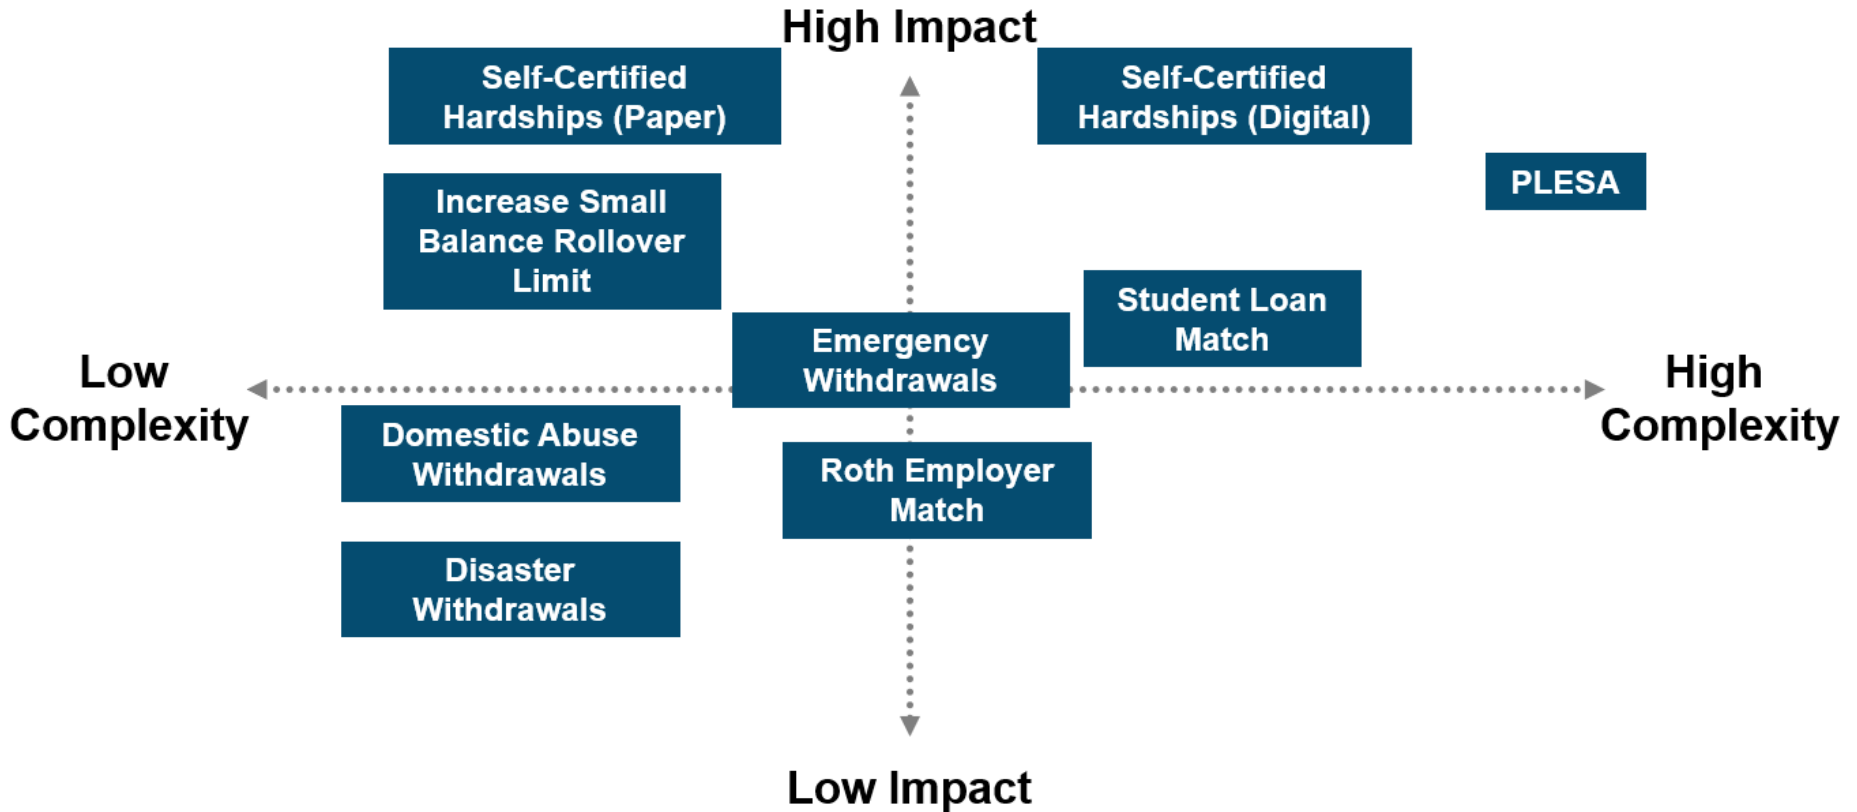 High Impact
Self-Certified
Hardships (Paper)
Self-Certified
Hardships (Digital)
PLESA
Increase Small
Balance Rollover
Limit
Student Loan
Match
Emergency
Withdrawals
Low
Complexity
High
Complexity
Domestic Abuse
Withdrawals
Roth Employer
Match
Disaster
Withdrawals
Low Impact